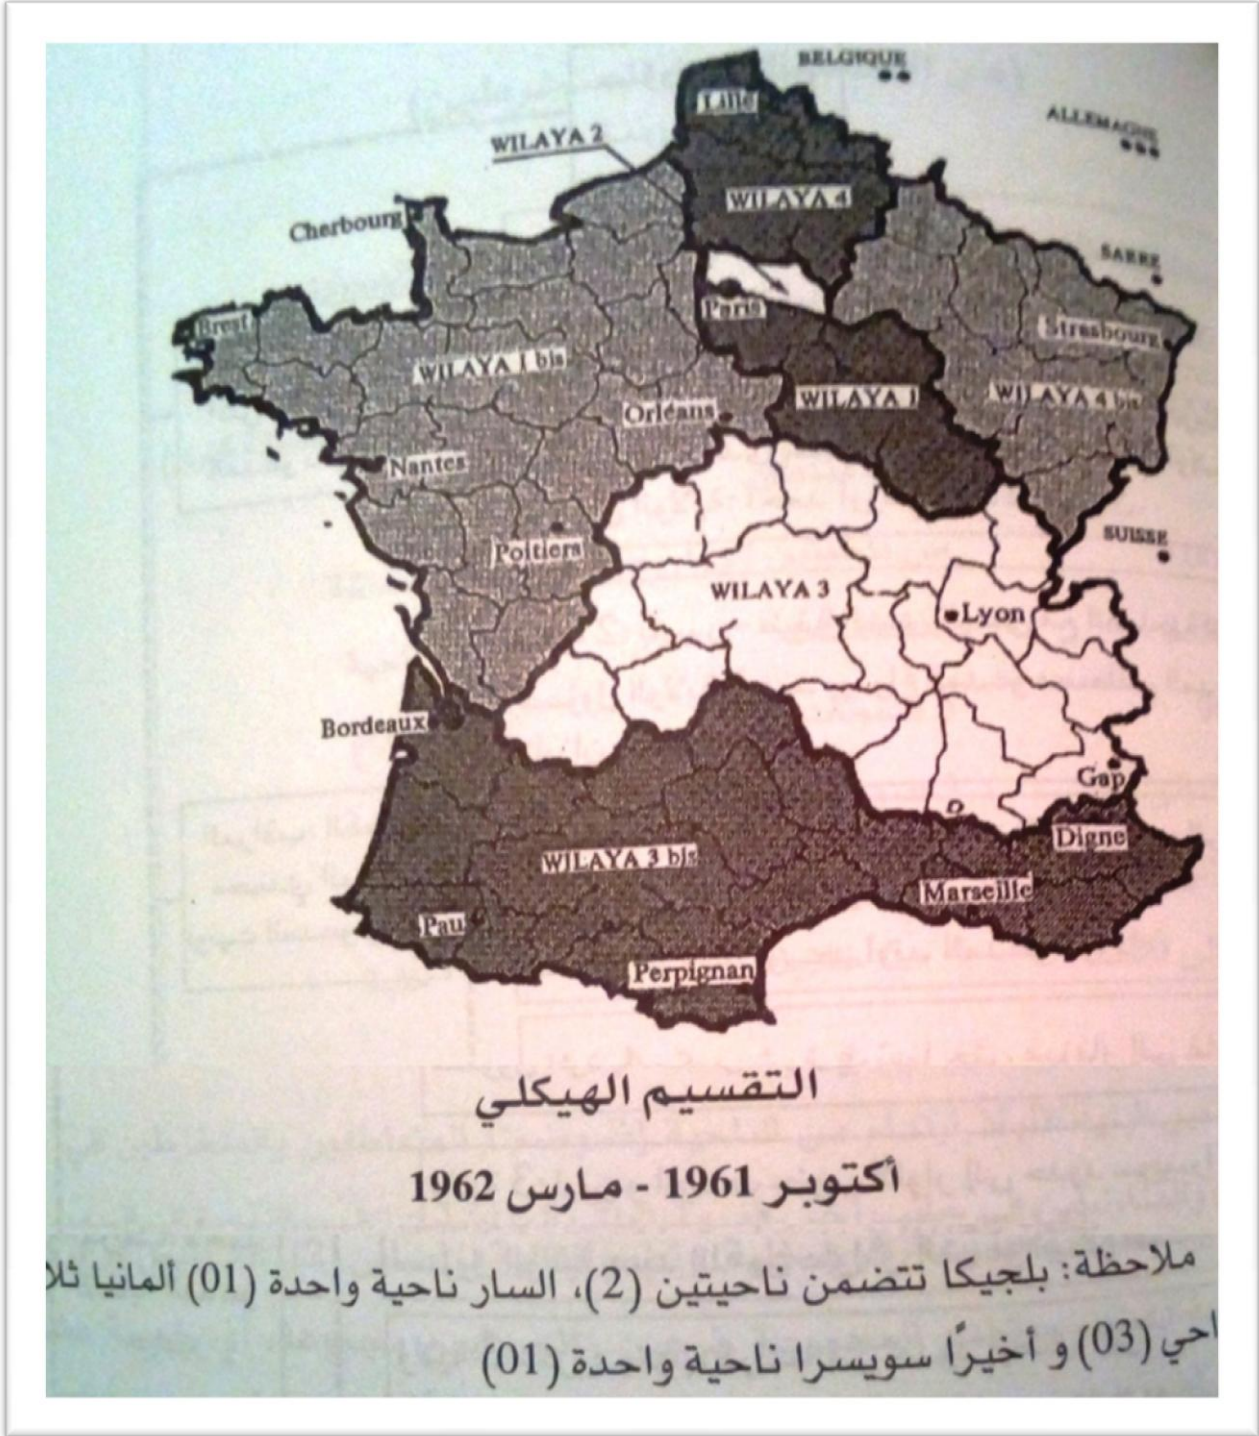 BELGIQUE
Lille
ALLEMAGNE
WILAYA 2
WILAYA 4
Cherbourg
SARRE
Paris
Brest
Strasbourg
WILAYA 1 bis
WILAYA 1
WILAYA 4 bis
Orléans
Nantes
SUISSE
Poitiers
WILAYA 3
Lyon
Bordeaux
Gap
Digne
WILAYA 3 bis
Marseille
Pau
Perpignan
التقسيم الهيكلي
أكتوبر 1961 - مارس 1962
ملاحظة: بلجيكا تتضمن ناحيتين (2)، السار ناحية واحدة (01) ألمانيا ثلا
احي (03) و أخيرًا سويسرا ناحية واحدة (01)